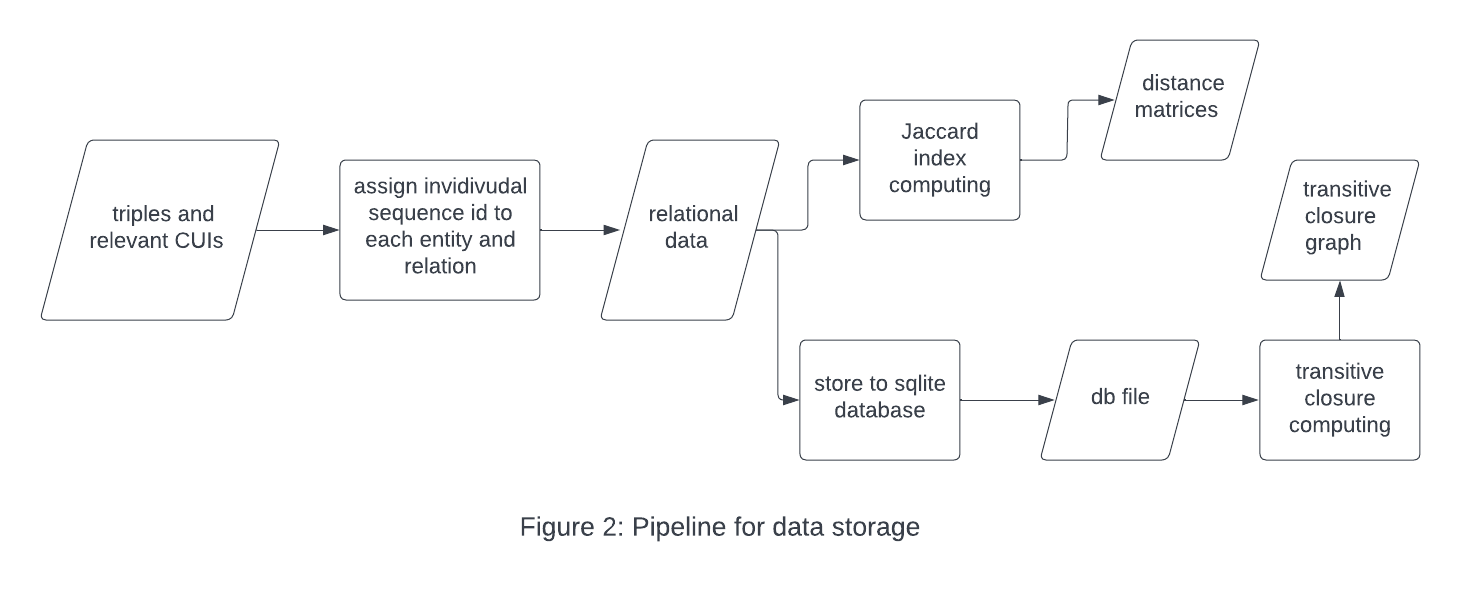 triples and
relevant CUIs
assign invidivudal
sequence id to
each entity and
relation
relational
data
Jaccard
index
computing
distance
matrices
store to sqlite
database
db file
transitive
closure
computing
transitive
closure
graph
Figure 2: Pipeline for data storage